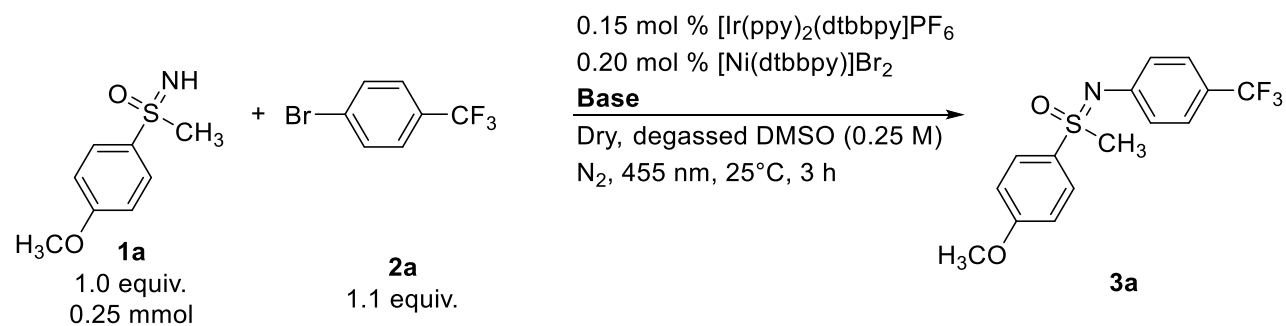 0.15 mol % [Ir(ppy)2(dtbbpy]PF6
0.20 mol % [Ni(dtbbpy)]Br2
Base
Dry, degassed DMSO (0.25 M)
N2, 455 nm, 25°C, 3 h
O NH
S
CH3
H3CO
1a
1.0 equiv.
0.25 mmol
+
Br
CF3
2a
1.1 equiv.
O N
S
CH3
CF3
H3CO
3a